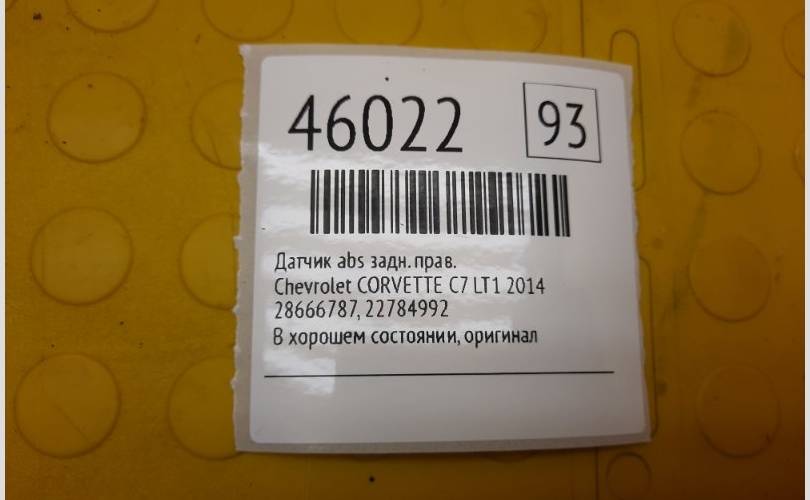 46022
93
Датчик abs задн. прав.
Chevrolet CORVETTE C7 LT1 2014
28666787, 22784992
В хорошем состоянии, оригинал